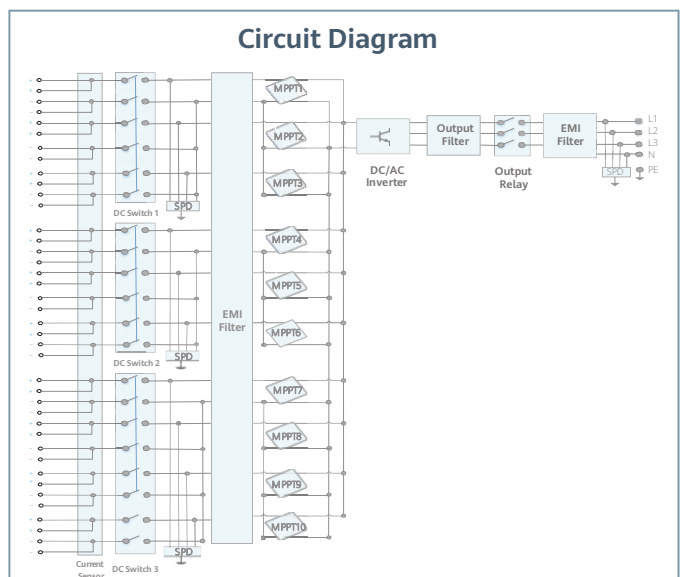 Circuit Diagram
MPPT1
MPPT2
MPPT3
SPD
DC Switch 1
MPPT4
MPPT5
MPPT6
SPD
DC Switch 2
MPPT7
MPPT8
MPPT9
MPPT10
SPD
DC Switch 3
Current
Sensor
EMI
Filter
DC/AC
Inverter
Output
Filter
Output
Relay
EMI
Filter
L1
L2
L3
N
SPD
PE